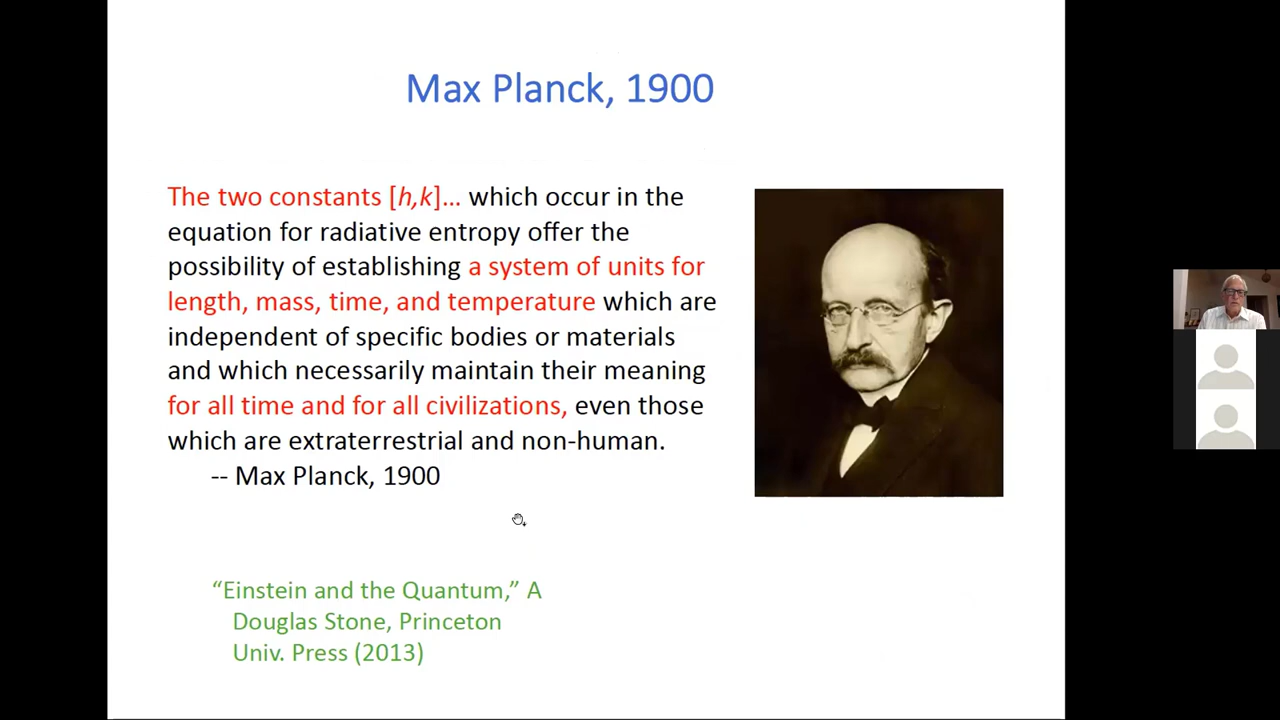 Max Planck, 1900
The two constants [h,k]... which occur in the
equation for radiative entropy offer the
possibility of establishing a system of units for
length, mass, time, and temperature which are
independent of specific bodies or materials
and which necessarily maintain their meaning
for all time and for all civilizations, even those
which are extraterrestrial and non-human.
-- Max Planck, 1900
“Einstein and the Quantum,” A
Douglas Stone, Princeton
Univ. Press (2013)